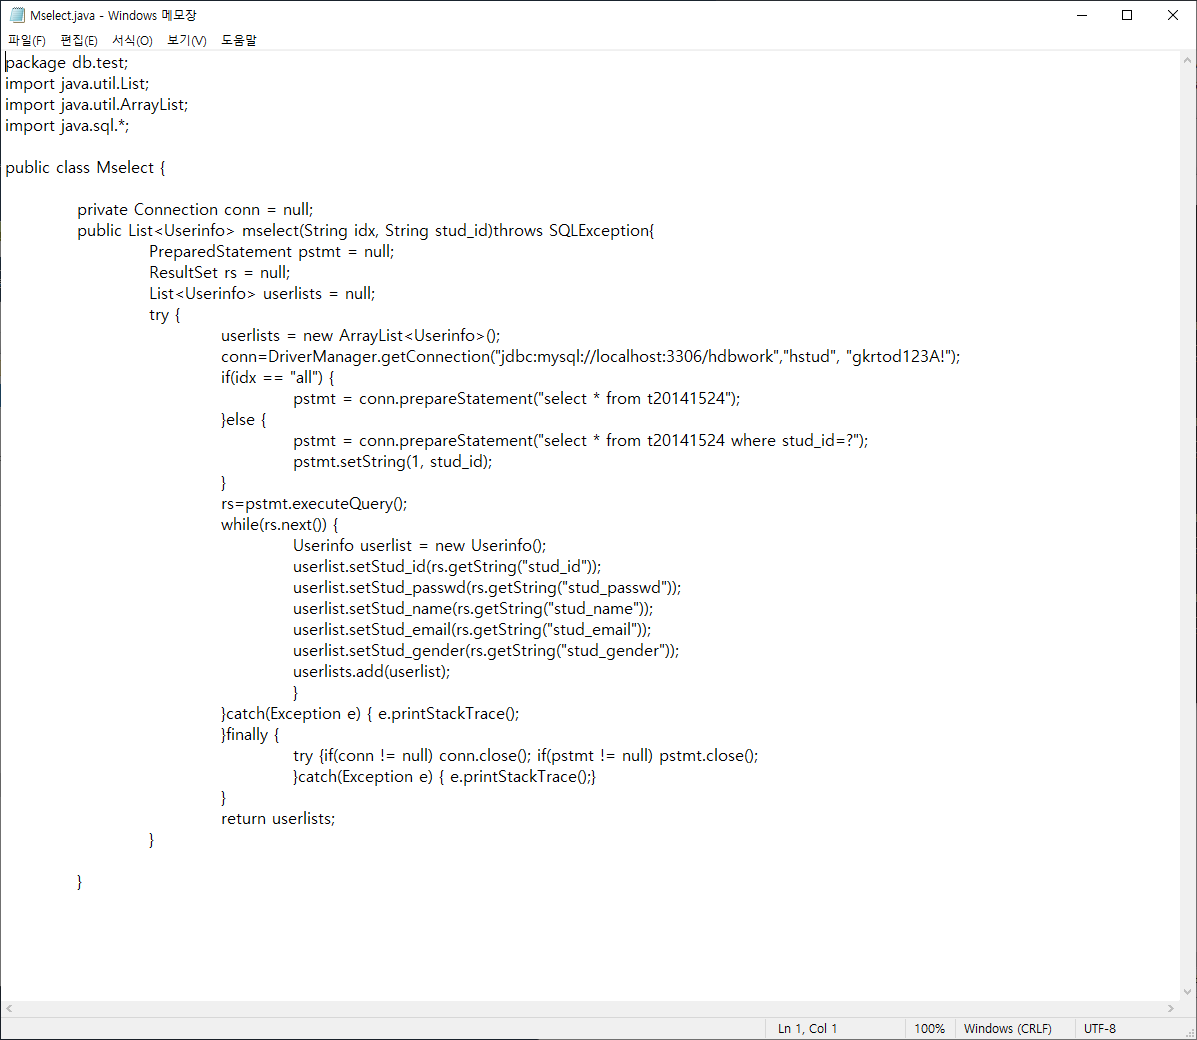 Mselect.java - Windows 메모장
파일(F) 편집(E) 서식(O) 보기(V) 도움말
package db.test;
import java.util.List;
import java.util.ArrayList;
import java.sql.*;
public class Mselect {
private Connection conn = null;
public List<Userinfo> mselect(String idx, String stud_id)throws SQLException{
PreparedStatement pstmt = null;
ResultSet rs = null;
List<Userinfo> userlists = null;
try {
userlists = new ArrayList<Userinfo>();
conn=DriverManager.getConnection("jdbc:mysql://localhost:3306/hdbwork","hstud", "gkrtod123A!");
if(idx == "all") {
pstmt = conn.prepareStatement("select * from t20141524");
}else {
pstmt = conn.prepareStatement("select * from t20141524 where stud_id=?");
pstmt.setString(1, stud_id);
}
rs=pstmt.executeQuery();
while(rs.next()) {
Userinfo userlist = new Userinfo();
userlist.setStud_id(rs.getString("stud_id"));
userlist.setStud_passwd(rs.getString("stud_passwd"));
userlist.setStud_name(rs.getString("stud_name"));
userlist.setStud_email(rs.getString("stud_email"));
userlist.setStud_gender(rs.getString("stud_gender"));
userlists.add(userlist);
}
}catch(Exception e) { e.printStackTrace();
}finally {
try {if(conn != null) conn.close(); if(pstmt != null) pstmt.close();
}catch(Exception e) { e.printStackTrace();}
}
return userlists;
}
}
Ln 1, Col 1 100% Windows (CRLF) UTF-8